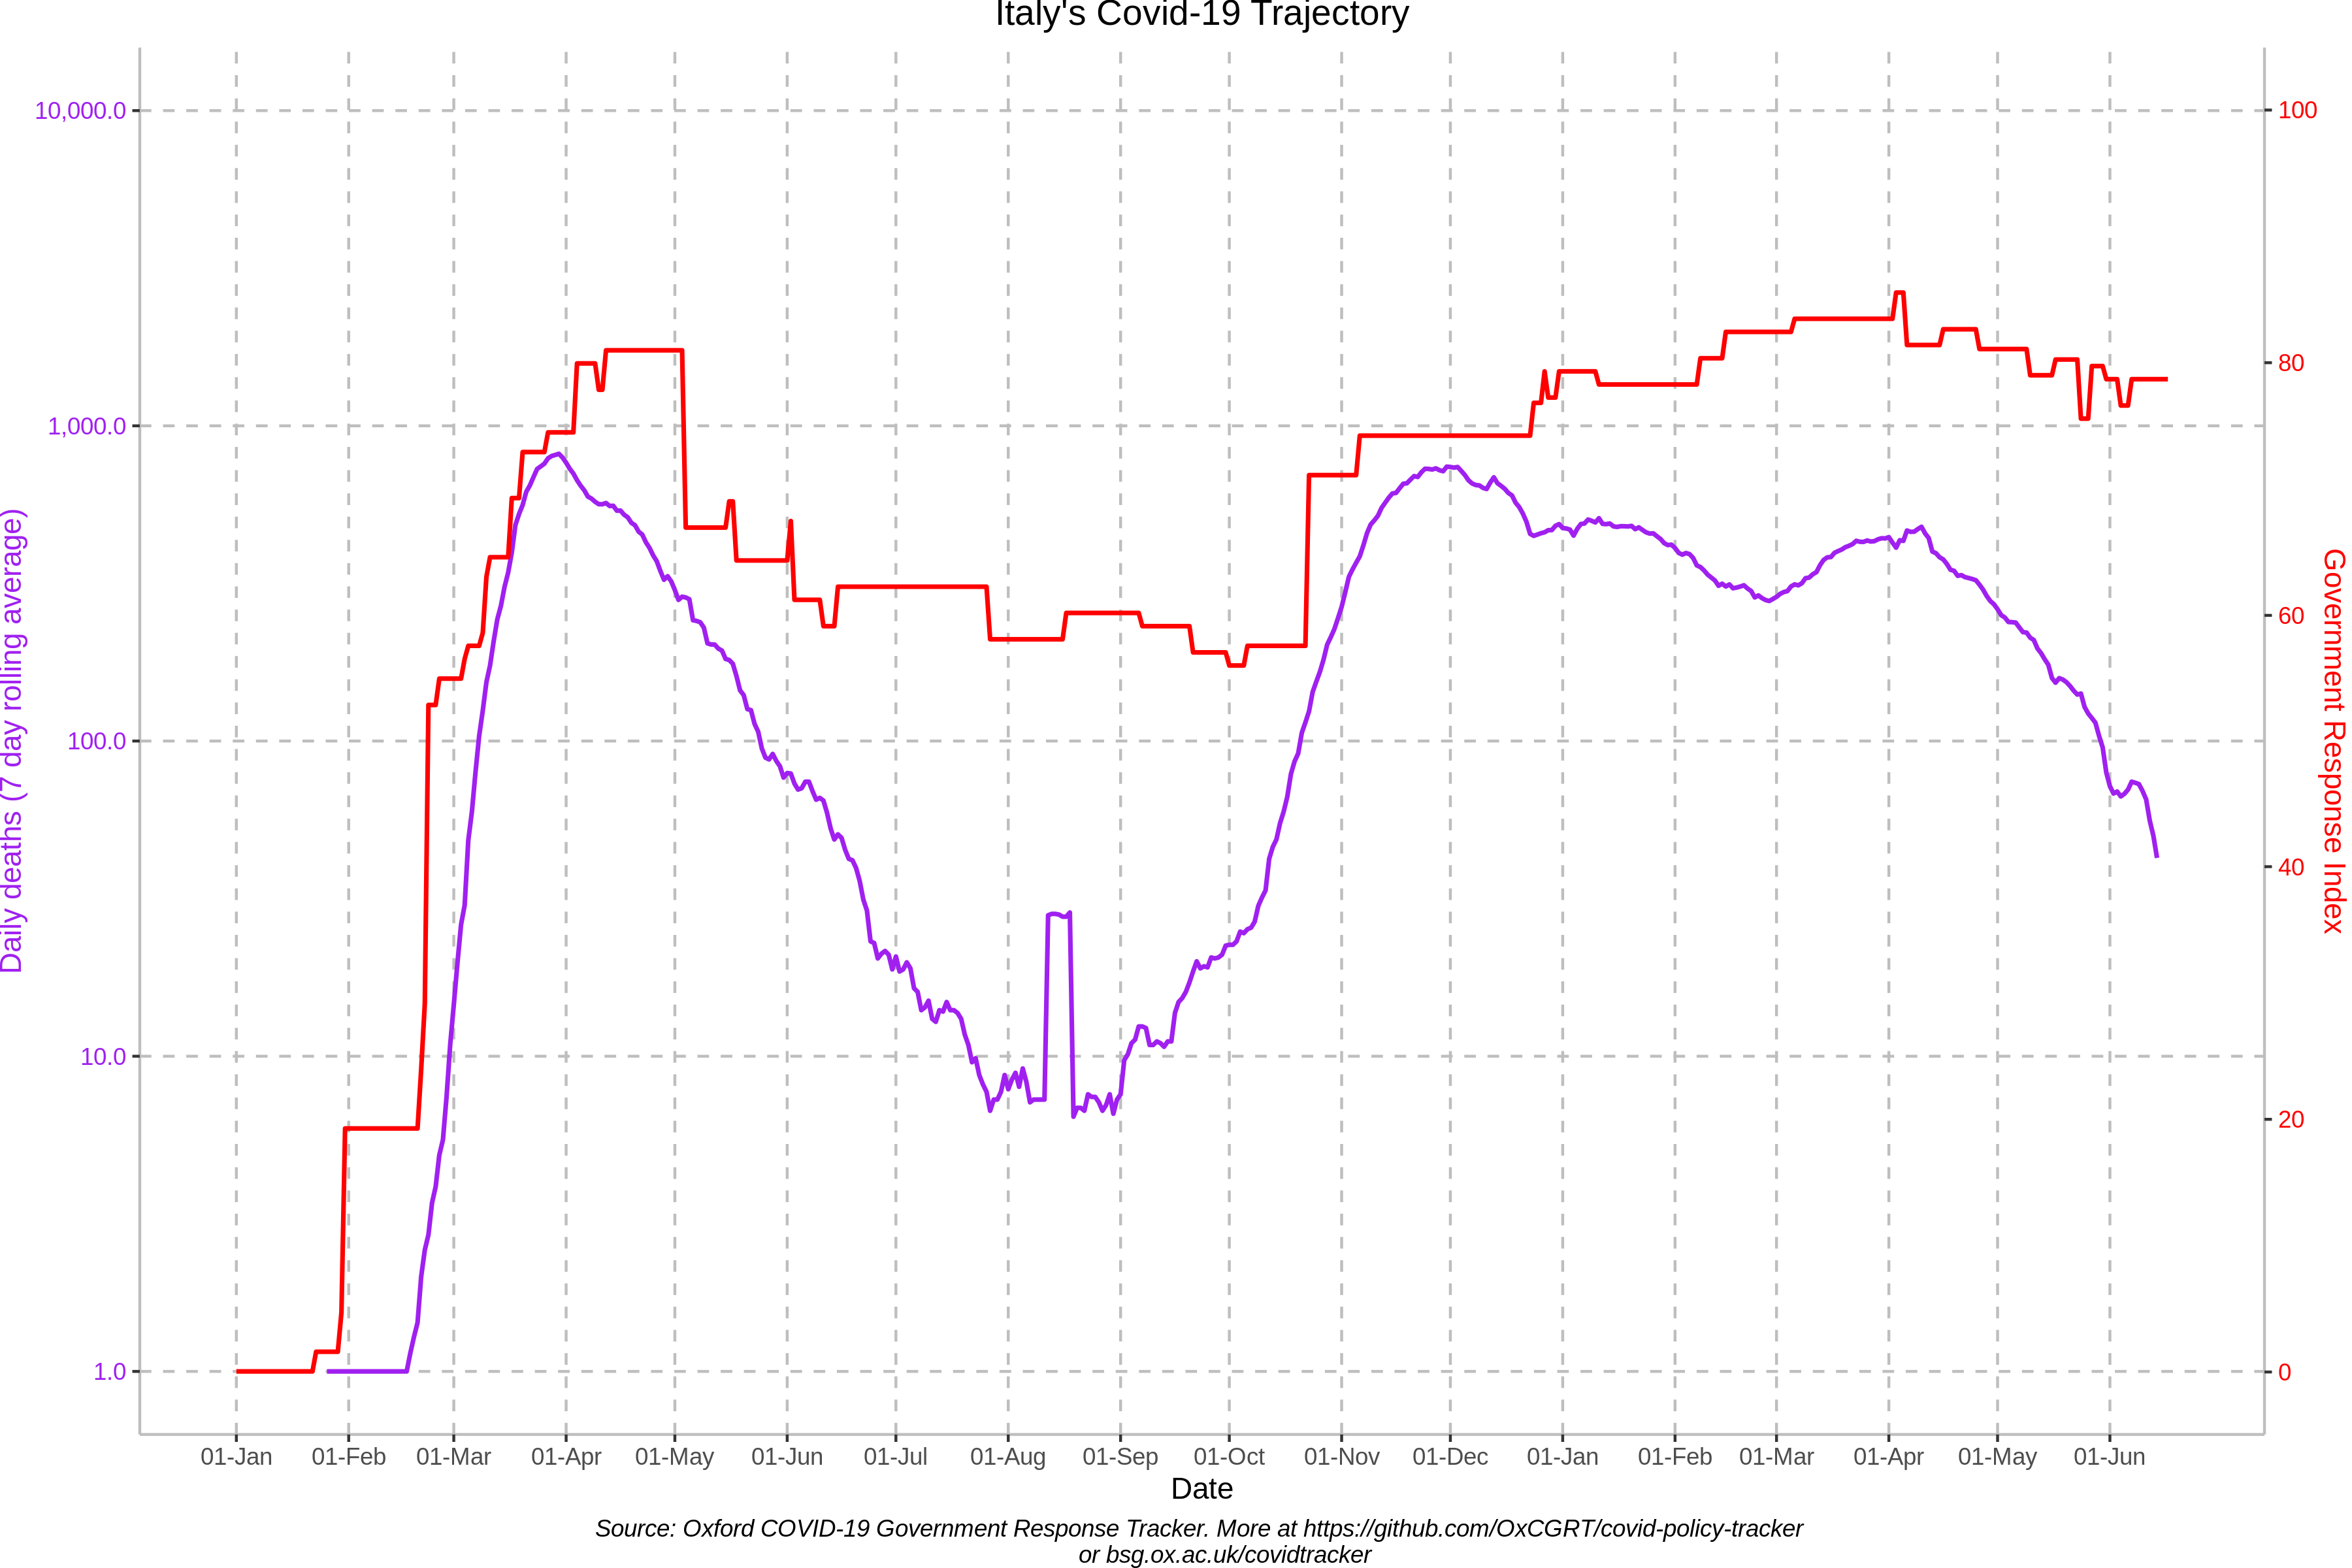 Italy's Covid-19 Trajectory
10,000.0
1,000.0
100.0
10.0
1.0
Daily deaths (7 day rolling average)
100
80
60
40
20
0
Government Response Index
01-Jan 01-Feb 01-Mar 01-Apr 01-May 01-Jun 01-Jul 01-Aug 01-Sep 01-Oct 01-Nov 01-Dec 01-Jan 01-Feb 01-Mar 01-Apr 01-May 01-Jun
Date
Source: Oxford COVID-19 Government Response Tracker. More at https://github.com/OxCGRT/covid-policy-tracker
or bsg.ox.ac.uk/covidtracker